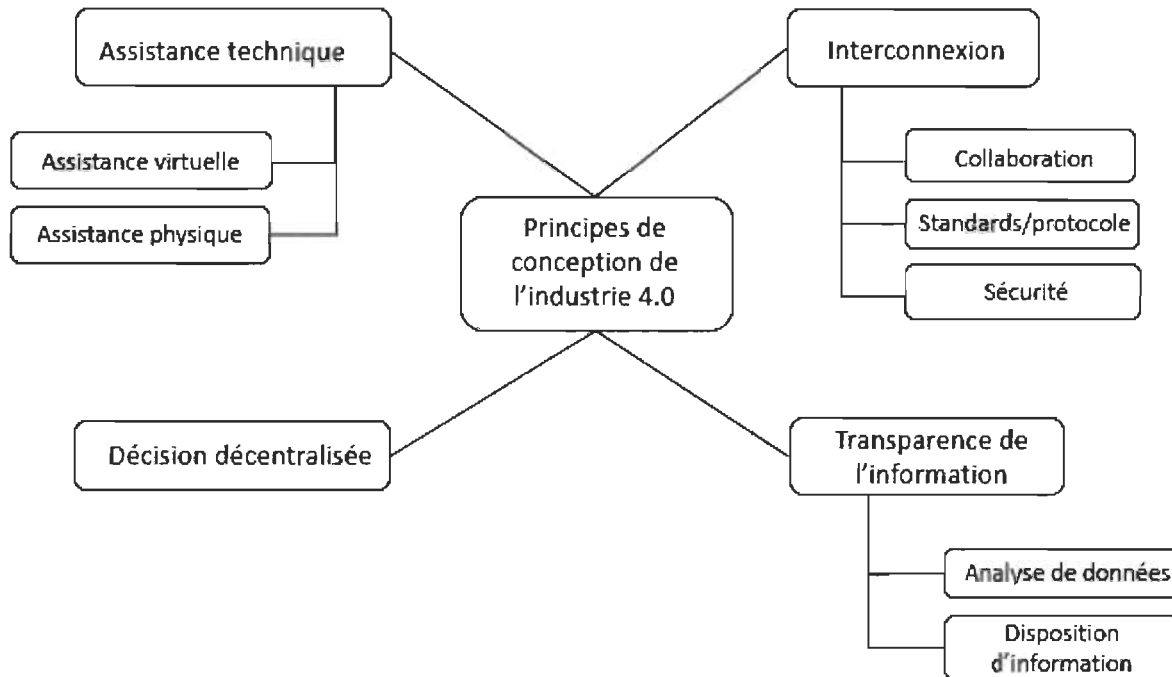 Assistance technique
Assistance virtuelle
Assistance physique
Interconnexion
Collaboration
Standards/protocole
Sécurité
Principes de
conception de
l'industrie 4.0
Décision décentralisée
Transparence de
l'information
Analyse de données
Disposition
d'information